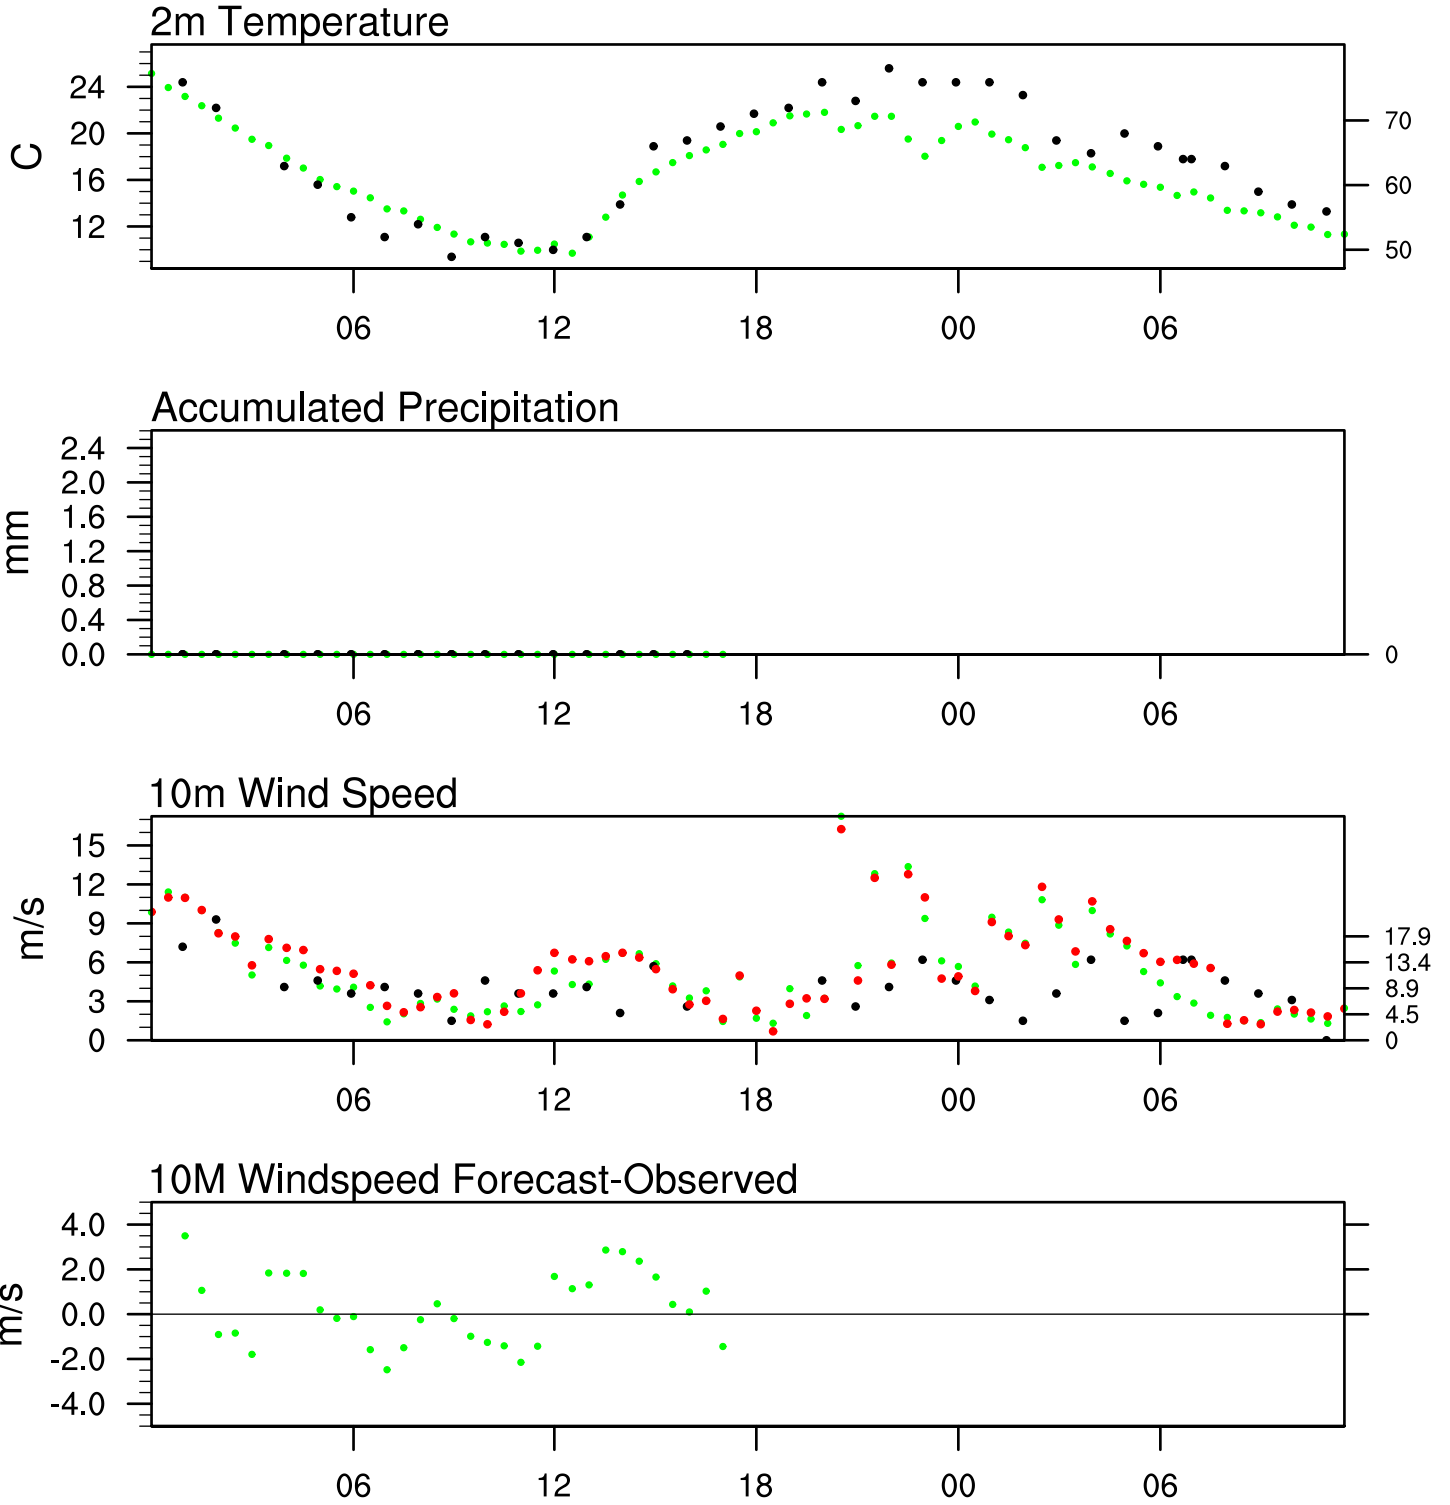 2m Temperature
24
20
16
12
C
70
60
50
06 12 18 00 06
Accumulated Precipitation
2.4
2.0
1.6
1.2
0.8
0.4
0.0
mm
0
06 12 18 00 06
10m Wind Speed
15
12
9
6
3
0
m/s
17.9
13.4
8.9
4.5
0
06 12 18 00 06
10M Windspeed Forecast-Observed
4.0
2.0
0.0
-2.0
-4.0
m/s
06 12 18 00 06